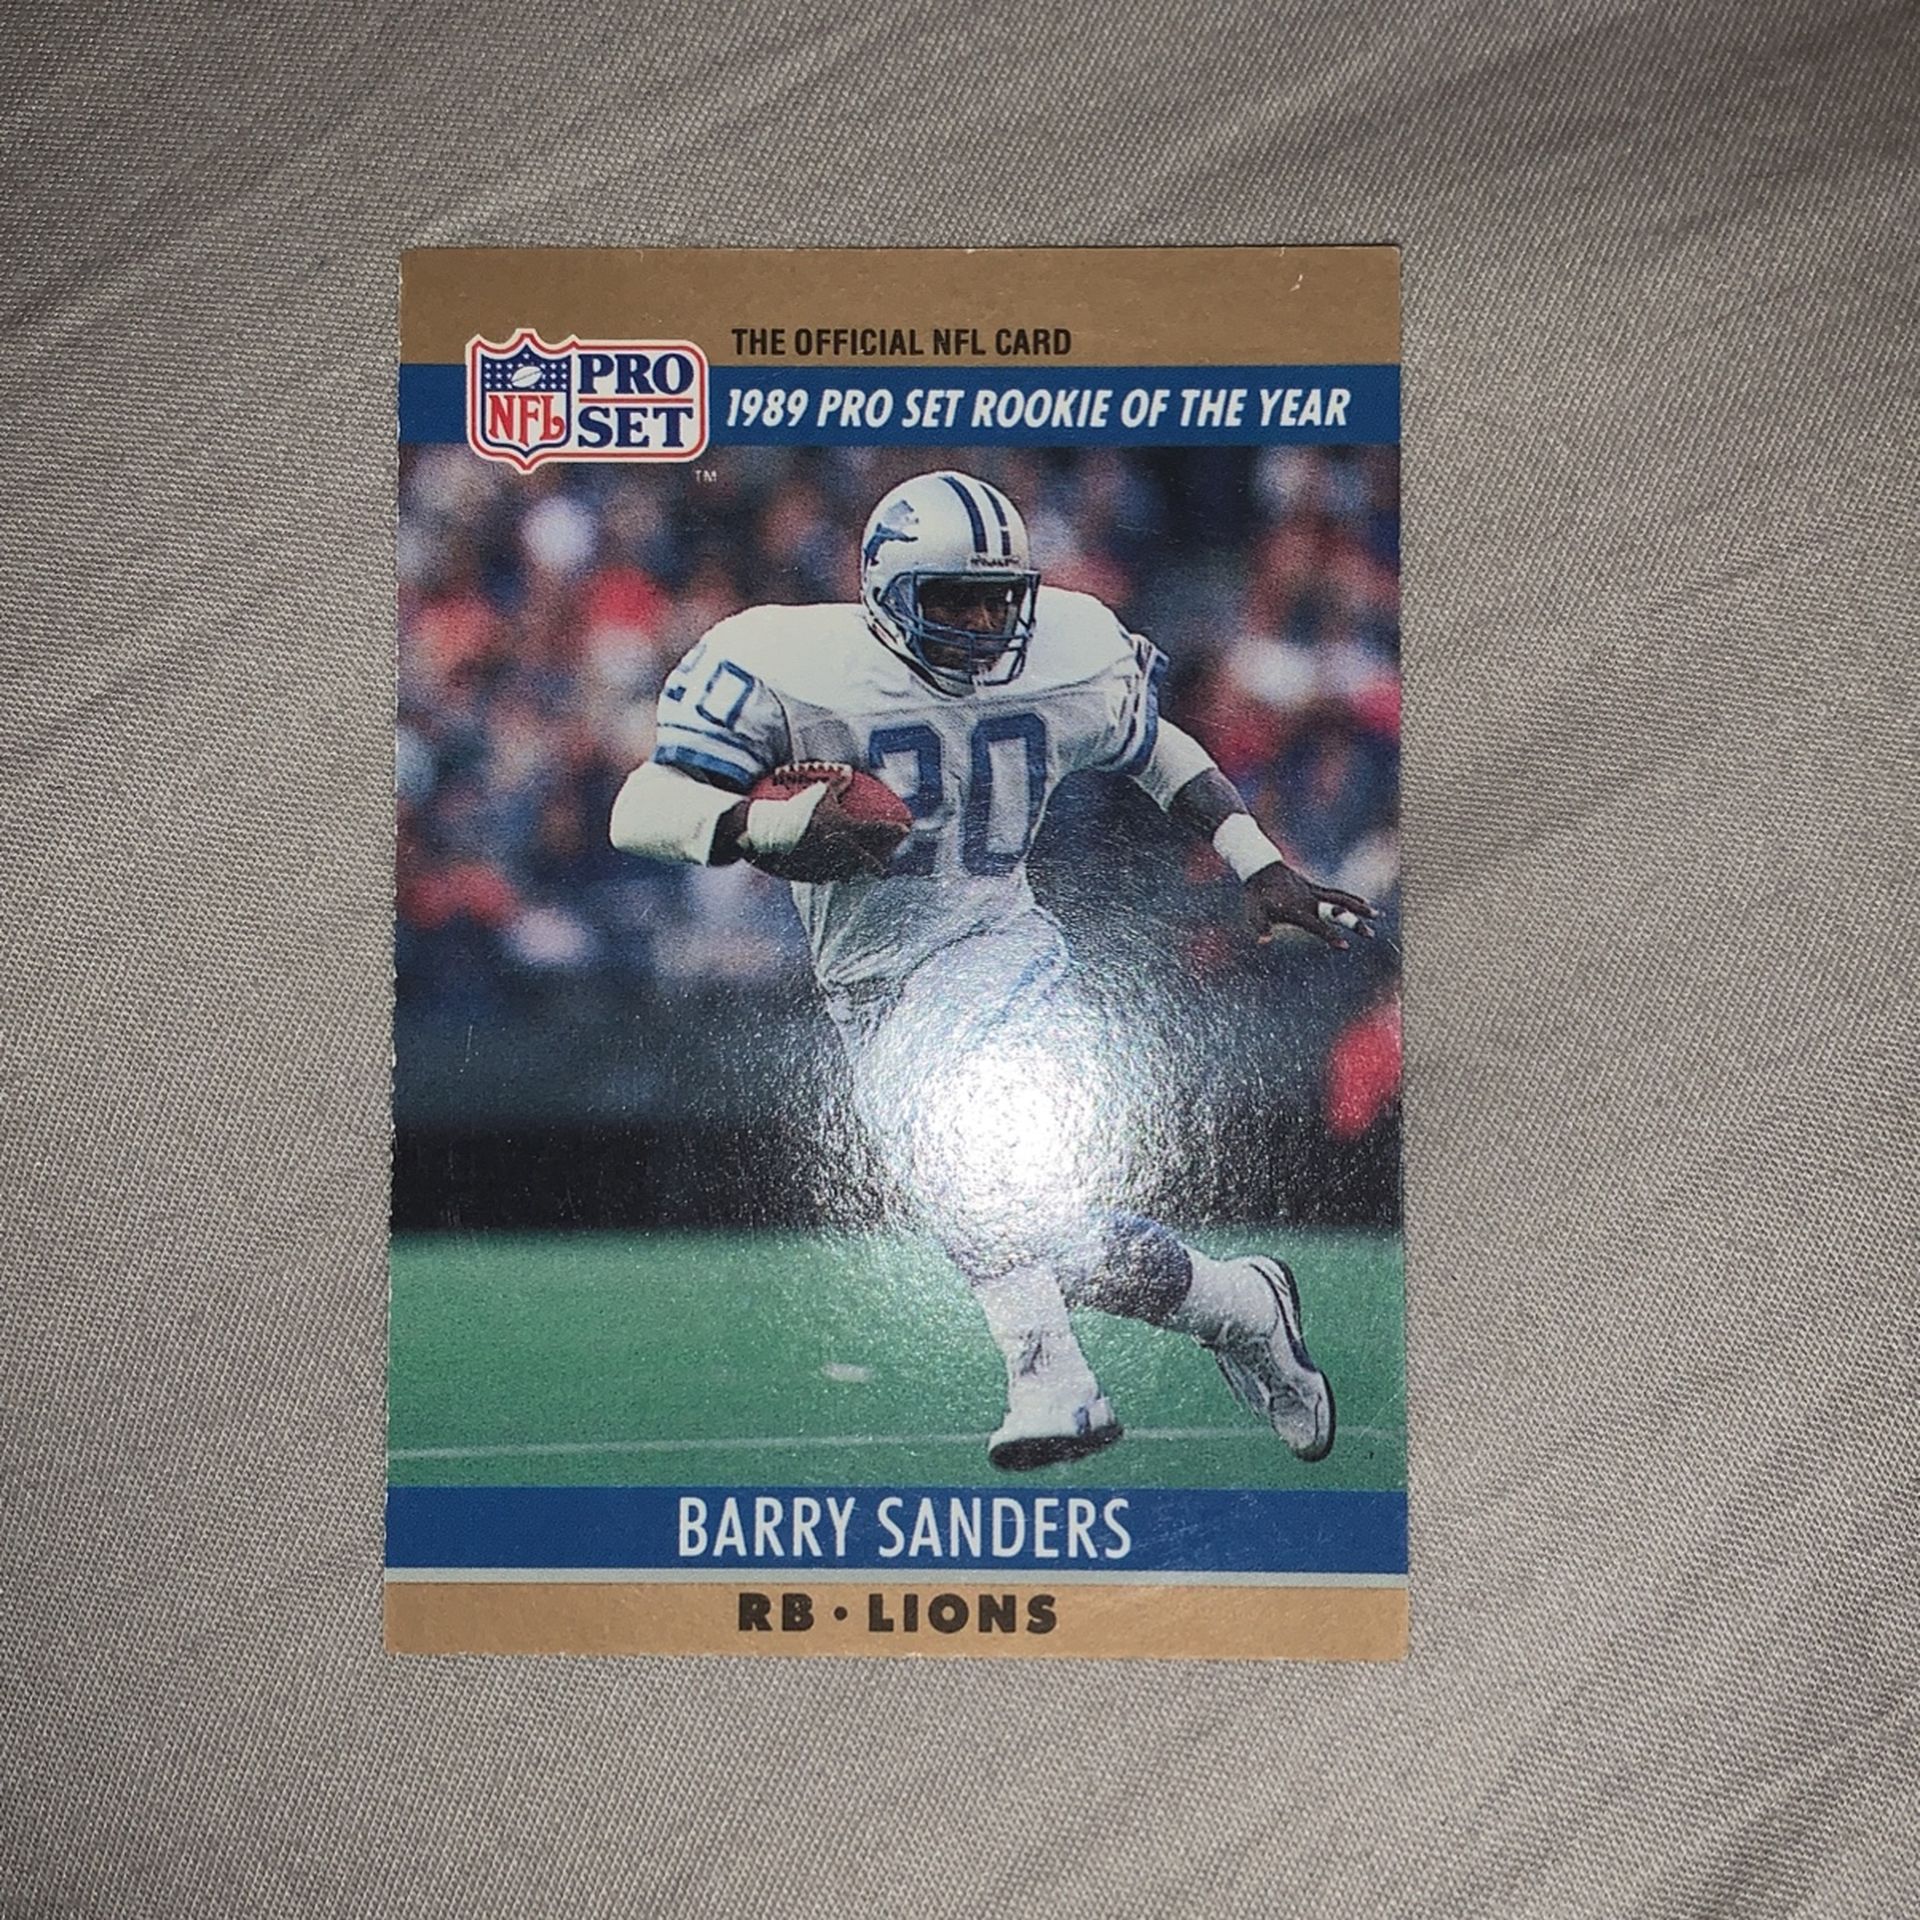 THE OFFICIAL NFL CARD
NFL PRO SET
1989 PRO SET ROOKIE OF THE YEAR
TM
20
20
BARRY SANDERS
RB • LIONS